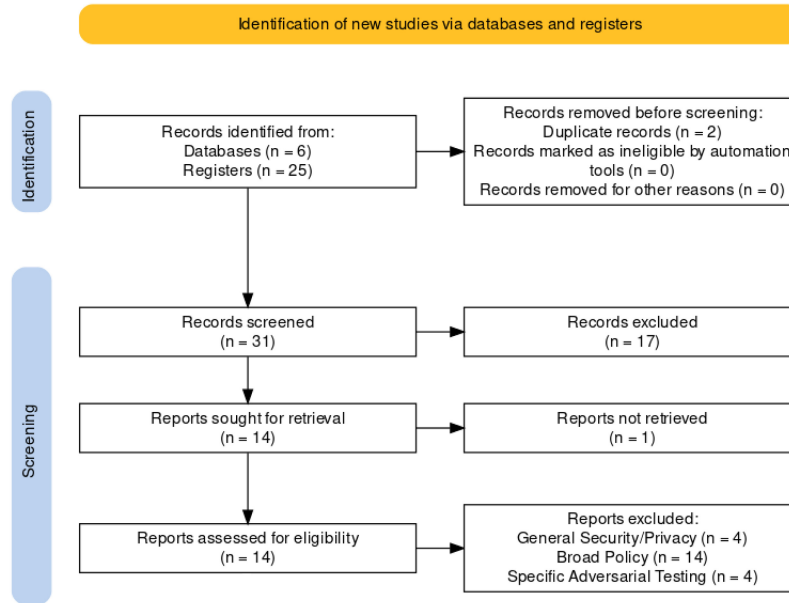 Identification of new studies via databases and registers
Identification
Records identified from:
Databases (n = 6)
Registers (n = 25)
Records removed before screening:
Duplicate records (n = 2)
Records marked as ineligible by automation
tools (n = 0)
Records removed for other reasons (n = 0)
Screening
Records screened
(n = 31)
Records excluded
(n = 17)
Reports sought for retrieval
(n = 14)
Reports not retrieved
(n = 1)
Reports assessed for eligibility
(n = 14)
Reports excluded:
General Security/Privacy (n = 4)
Broad Policy (n = 14)
Specific Adversarial Testing (n = 4)